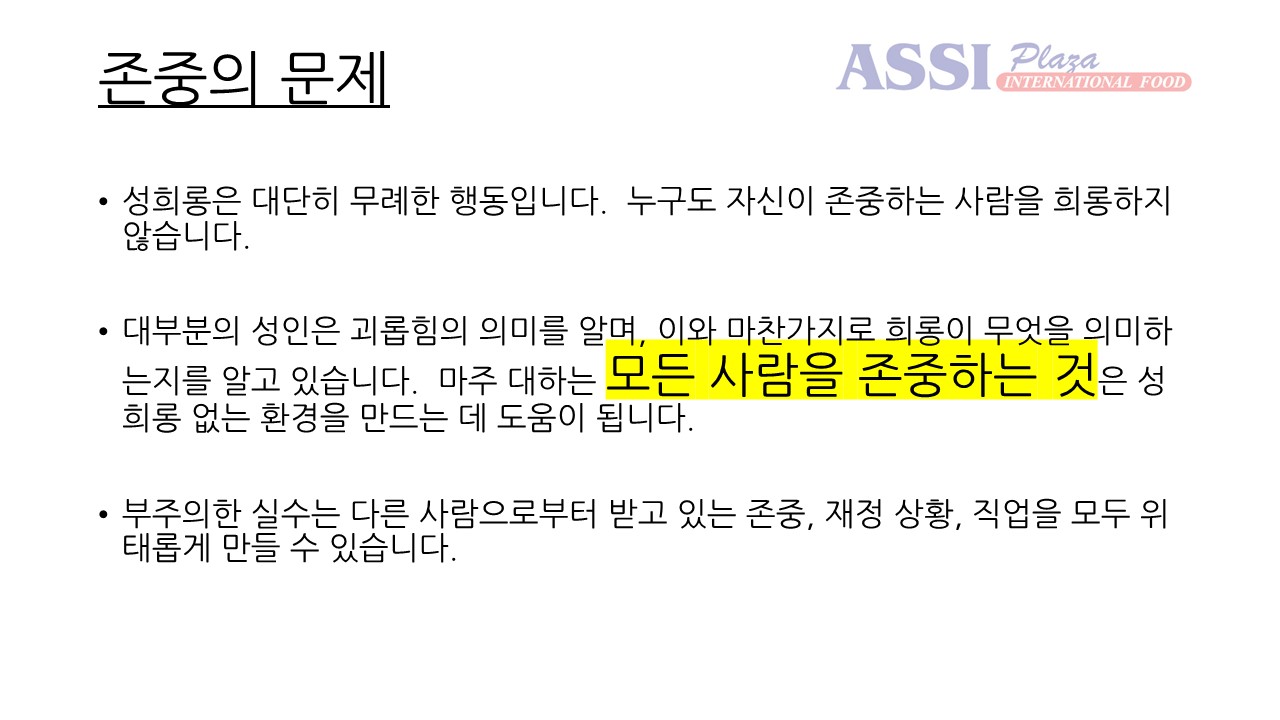 존중의 문제
ASSI Plaza
INTERNATIONAL FOOD
• 성희롱은 대단히 무례한 행동입니다.  누구도 자신이 존중하는 사람을 희롱하지
않습니다.
• 대부분의 성인은 괴롭힘의 의미를 알며, 이와 마찬가지로 희롱이 무엇을 의미하
는지를 알고 있습니다.  마주 대하는 모든 사람을 존중하는 것은 성
희롱 없는 환경을 만드는 데 도움이 됩니다.
• 부주의한 실수는 다른 사람으로부터 받고 있는 존중, 재정 상황, 직업을 모두 위
태롭게 만들 수 있습니다.